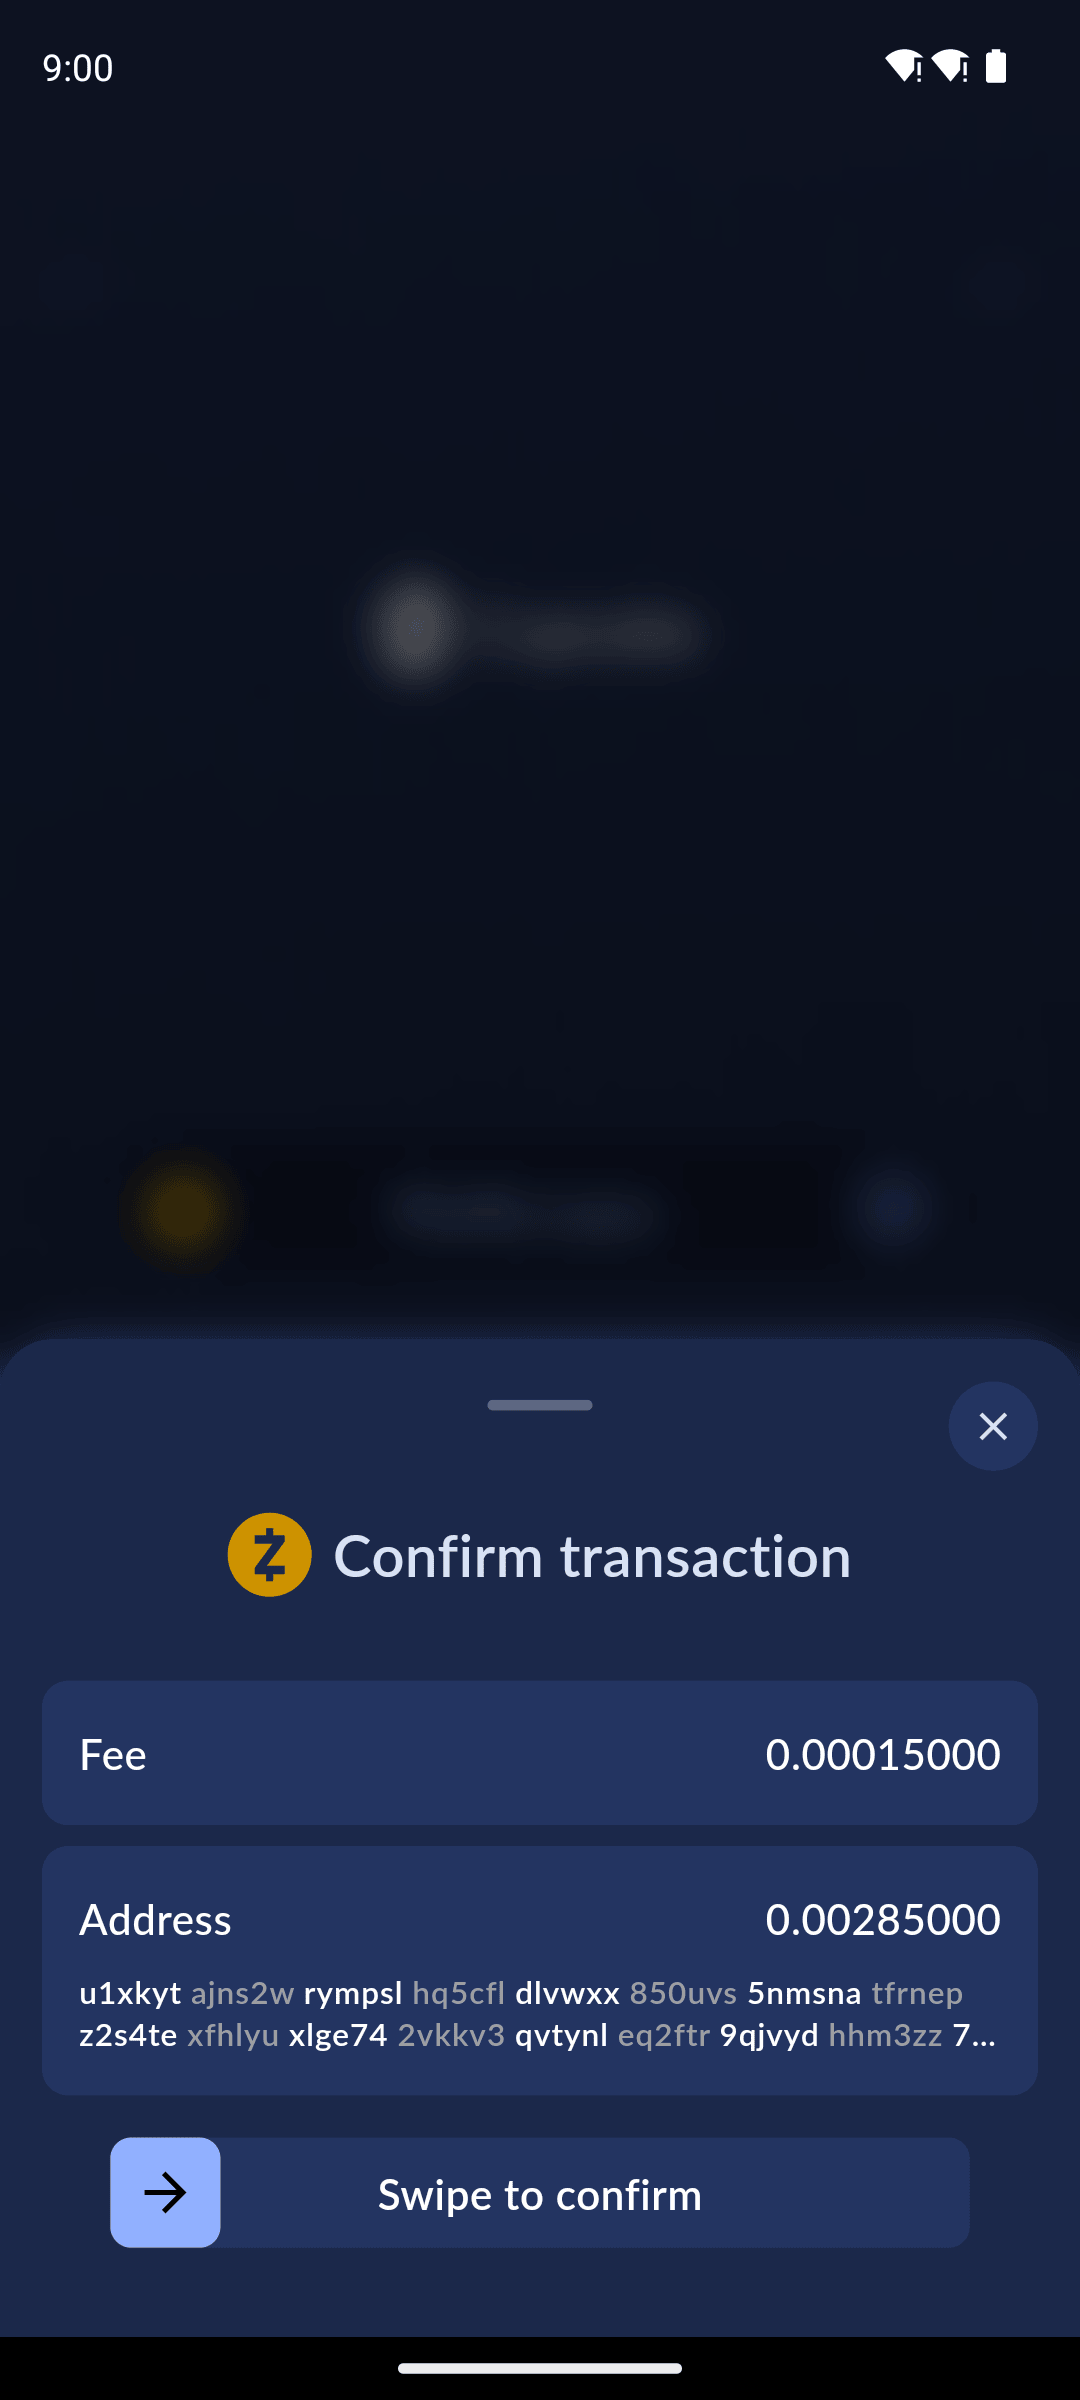 9:00
Confirm transaction
Fee 0.00015000
Address 0.00285000
u1xkyt ajns2w rympsl hq5cfl dlvwxx 850uvs 5nmsna tfrnep
z2s4te xfhlyu xlge74 2vkkv3 qvtynl eq2ftr 9qjvyd hhm3zz 7...
Swipe to confirm